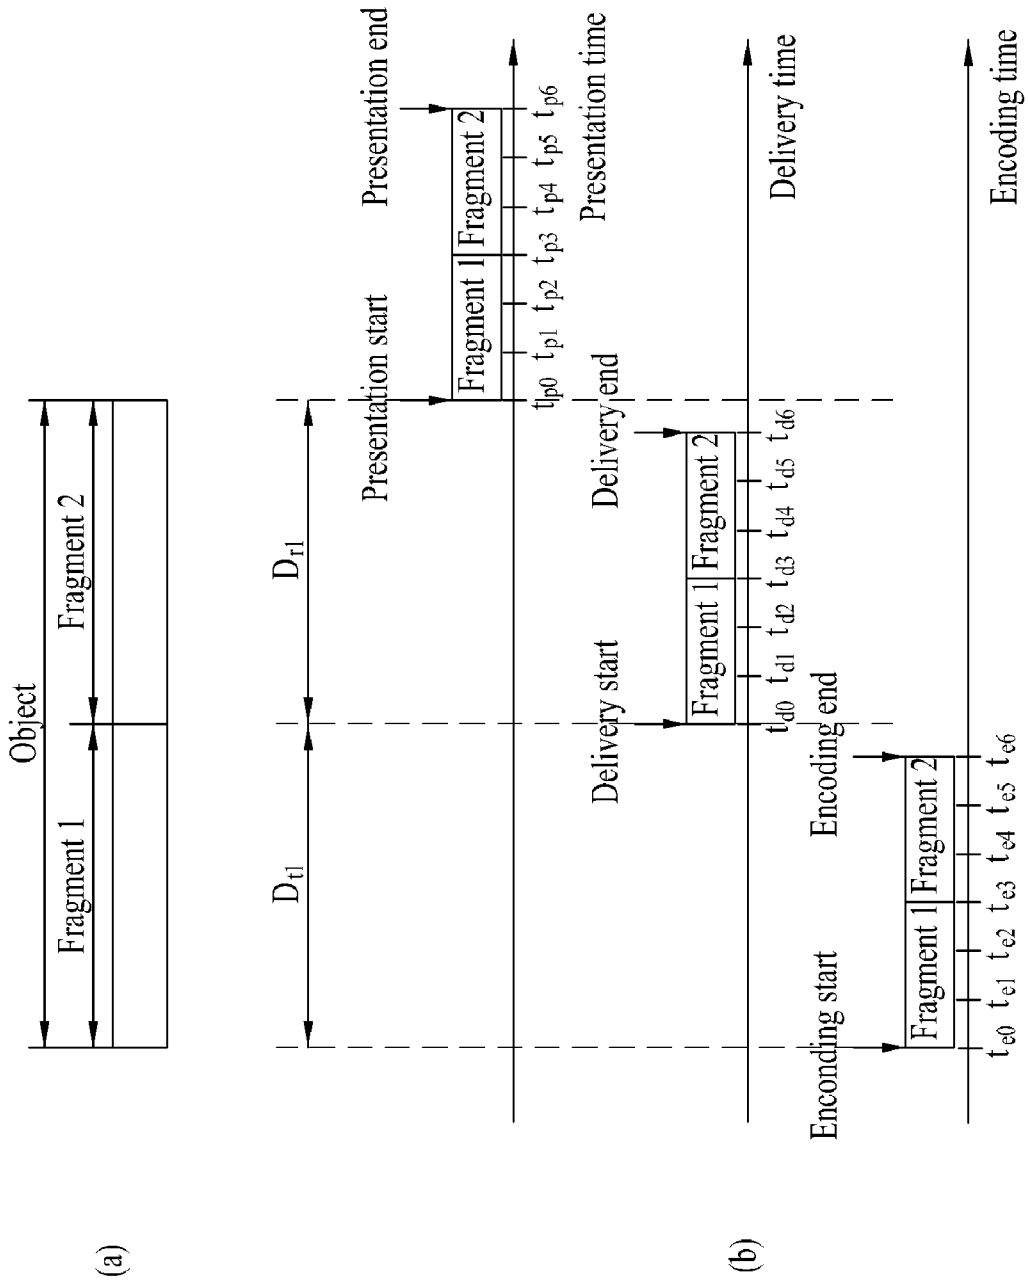 (a)
Object
Fragment 1
Fragment 2
(b)
D_t1
D_r1
Presentation start
Presentation end
Fragment 1
Fragment 2
t_p0 t_p1 t_p2 t_p3 t_p4 t_p5 t_p6
Presentation time
Delivery start
Delivery end
Fragment 1
Fragment 2
t_d0 t_d1 t_d2 t_d3 t_d4 t_d5 t_d6
Delivery time
Enconding start
Encoding end
Fragment 1
Fragment 2
t_e0 t_e1 t_e2 t_e3 t_e4 t_e5 t_e6
Encoding time